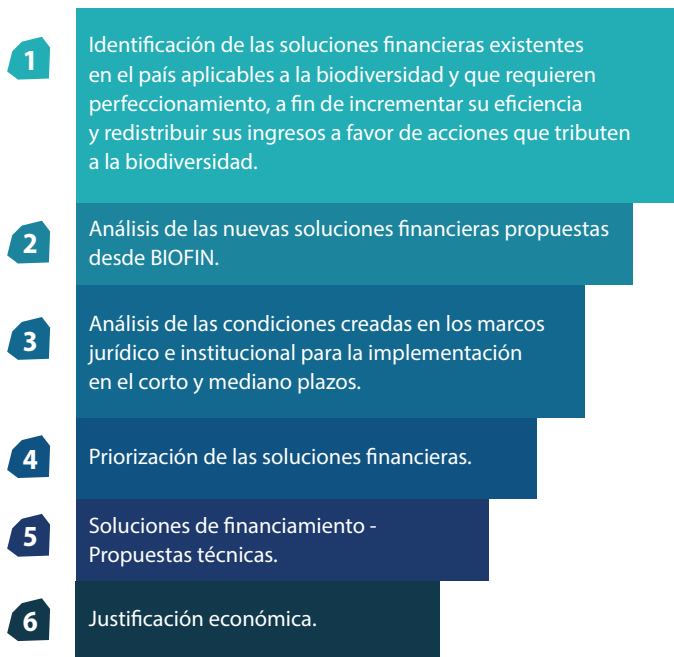 1
Identificación de las soluciones financieras existentes
en el país aplicables a la biodiversidad y que requieren
perfeccionamiento, a fin de incrementar su eficiencia
y redistribuir sus ingresos a favor de acciones que tributen
a la biodiversidad.
2
Análisis de las nuevas soluciones financieras propuestas
desde BIOFIN.
3
Análisis de las condiciones creadas en los marcos
jurídico e institucional para la implementación
en el corto y mediano plazos.
4
Priorización de las soluciones financieras.
5
Soluciones de financiamiento -
Propuestas técnicas.
6
Justificación económica.